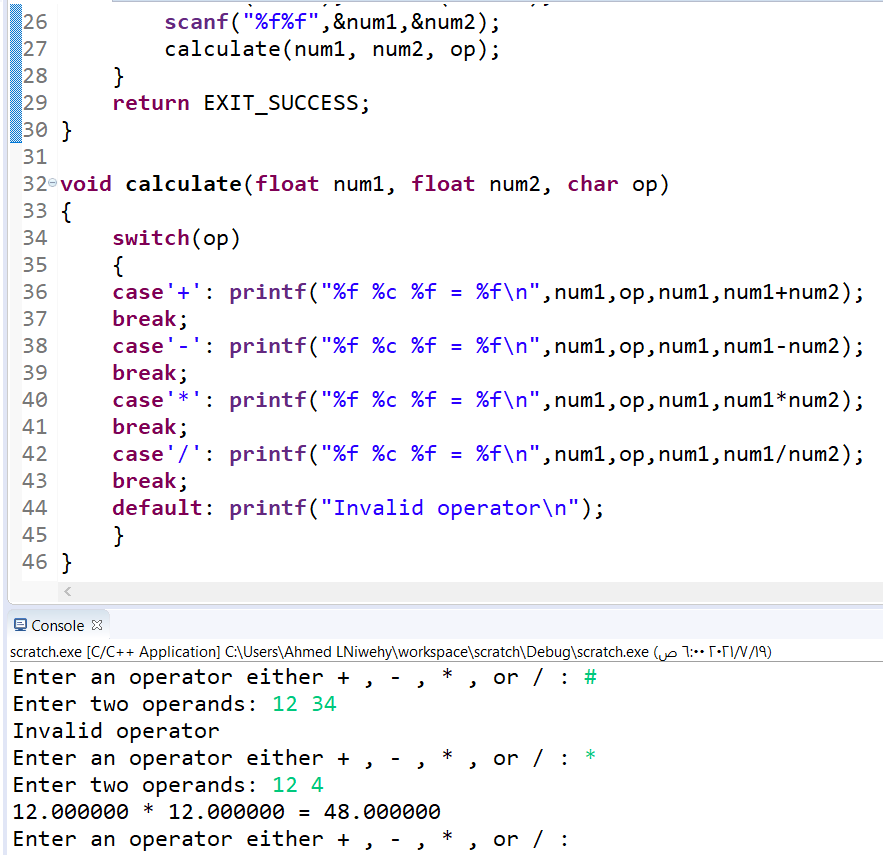 26 scanf("%f%f",&num1,&num2);
27 calculate(num1, num2, op);
28 }
29 return EXIT_SUCCESS;
30 }
31
32 void calculate(float num1, float num2, char op)
33 {
34 switch(op)
35 {
36 case'+': printf("%f %c %f = %f\n",num1,op,num1,num1+num2);
37 break;
38 case'-': printf("%f %c %f = %f\n",num1,op,num1,num1-num2);
39 break;
40 case'*': printf("%f %c %f = %f\n",num1,op,num1,num1*num2);
41 break;
42 case'/': printf("%f %c %f = %f\n",num1,op,num1,num1/num2);
43 break;
44 default: printf("Invalid operator\n");
45 }
46 }
Console
scratch.exe [C/C++ Application] C:\Users\Ahmed LNiwehy\workspace\scratch\Debug\scratch.exe (٢٠٢١/٧/١٩ ٦:٠٠ ص)
Enter an operator either + , - , * , or / : #
Enter two operands: 12 34
Invalid operator
Enter an operator either + , - , * , or / : *
Enter two operands: 12 4
12.000000 * 12.000000 = 48.000000
Enter an operator either + , - , * , or / :